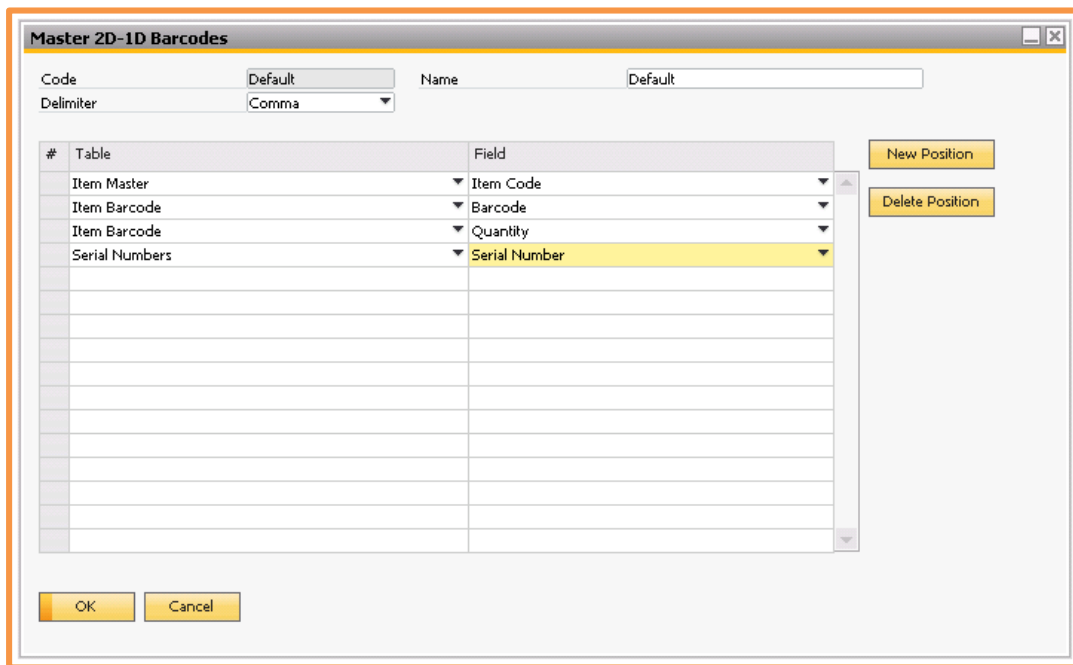 Master 2D-1D Barcodes
Code Default Name Default
Delimiter Comma
# Table Field New Position
Item Master Item Code
Item Barcode Barcode Delete Position
Item Barcode Quantity
Serial Numbers Serial Number
OK Cancel